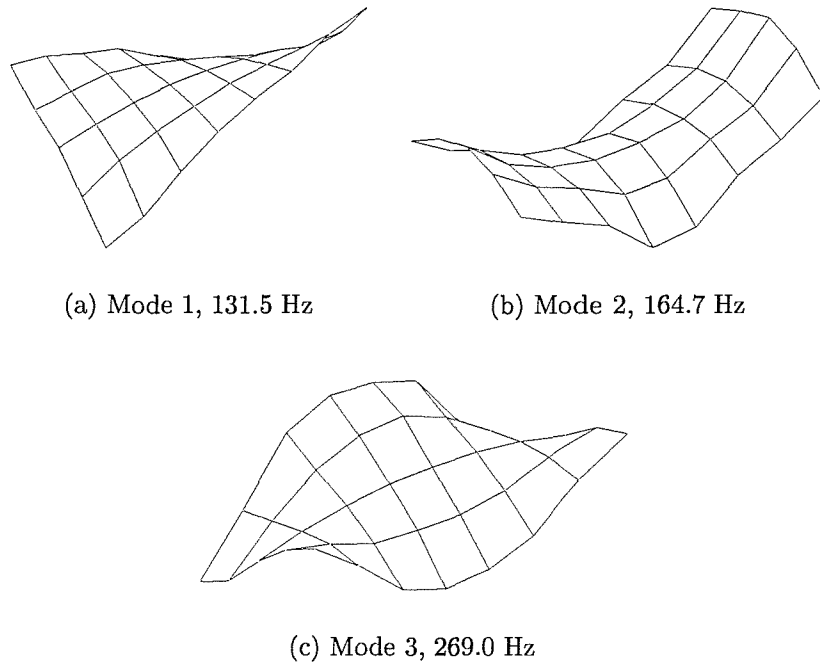 (a) Mode 1, 131.5 Hz
(b) Mode 2, 164.7 Hz
(c) Mode 3, 269.0 Hz